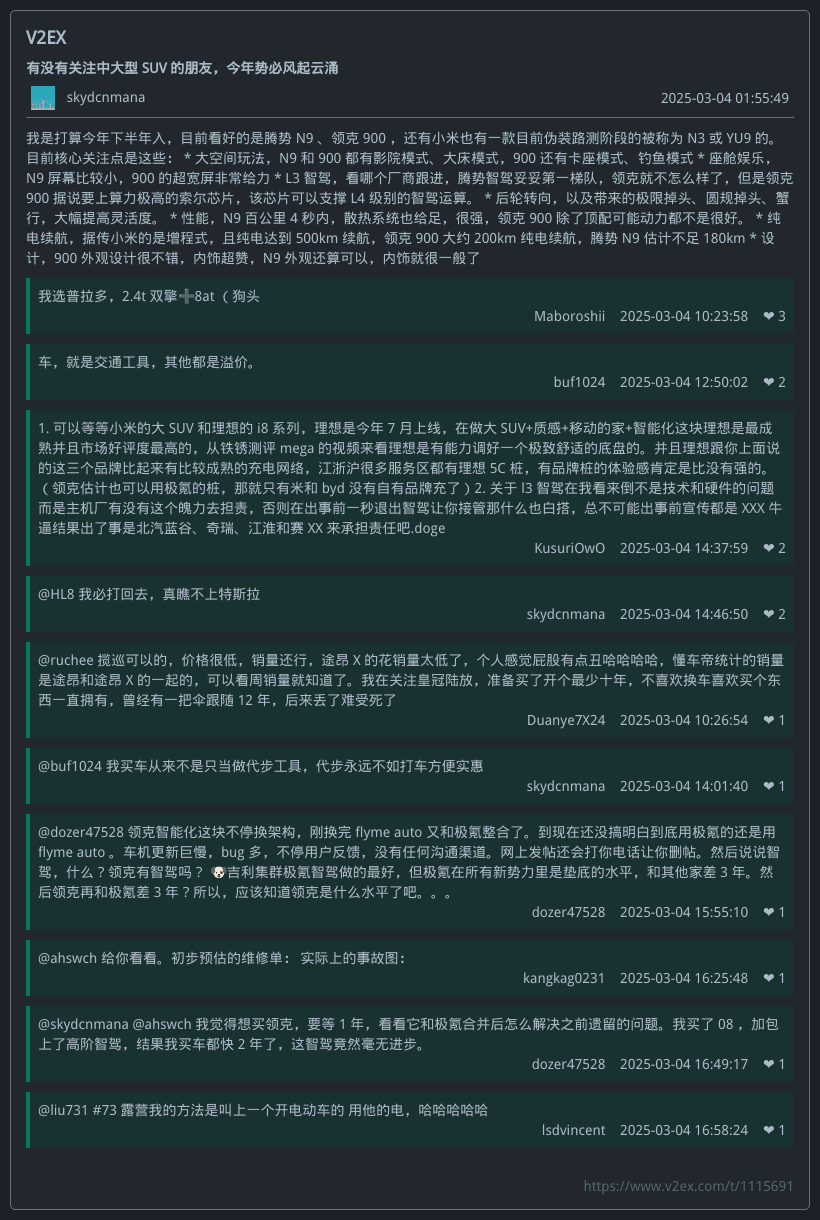 V2EX
有没有关注中大型 SUV 的朋友，今年势必风起云涌
skydcnmana
2025-03-04 01:55:49
我是打算今年下半年入，目前看好的是腾势 N9 、领克 900 ，还有小米也有一款目前伪装路测阶段的被称为 N3 或 YU9 的。
目前核心关注点是这些： * 大空间玩法，N9 和 900 都有影院模式、大床模式，900 还有卡座模式、钓鱼模式 * 座舱娱乐，
N9 屏幕比较小，900 的超宽屏非常给力 * L3 智驾，看哪个厂商跟进，腾势智驾妥妥第一梯队，领克就不怎么样了，但是领克
900 据说要上算力极高的索尔芯片，该芯片可以支撑 L4 级别的智驾运算。 * 后轮转向，以及带来的极限掉头、圆规掉头、蟹
行，大幅提高灵活度。 * 性能，N9 百公里 4 秒内，散热系统也给足，很强，领克 900 除了顶配可能动力都不是很好。 * 纯
电续航，据传小米的是增程式，且纯电达到 500km 续航，领克 900 大约 200km 纯电续航，腾势 N9 估计不足 180km * 设
计，900 外观设计很不错，内饰超赞，N9 外观还算可以，内饰就很一般了
我选普拉多，2.4t 双擎➕8at （ 狗头
Maboroshii 2025-03-04 10:23:58 ❤ 3
车，就是交通工具，其他都是溢价。
buf1024 2025-03-04 12:50:02 ❤ 2
1. 可以等等小米的大 SUV 和理想的 i8 系列，理想是今年 7 月上线，在做大 SUV+质感+移动的家+智能化这块理想是最成
熟并且市场好评度最高的，从铁锈测评 mega 的视频来看理想是有能力调好一个极致舒适的底盘的。并且理想跟你上面说
的这三个品牌比起来有比较成熟的充电网络，江浙沪很多服务区都有理想 5C 桩，有品牌桩的体验感肯定是比没有强的。
（ 领克估计也可以用极氪的桩，那就只有米和 byd 没有自有品牌充了 ) 2. 关于 l3 智驾在我看来倒不是技术和硬件的问题
而是主机厂有没有这个魄力去担责，否则在出事前一秒退出智驾让你接管那什么也白搭，总不可能出事前宣传都是 XXX 牛
逼结果出了事是北汽蓝谷、奇瑞、江淮和赛 XX 来承担责任吧.doge
KusuriOwO 2025-03-04 14:37:59 ❤ 2
@HL8 我必打回去，真瞧不上特斯拉
skydcnmana 2025-03-04 14:46:50 ❤ 2
@ruchee 揽巡可以的，价格很低，销量还行，途昂 X 的花销量太低了，个人感觉屁股有点丑哈哈哈哈，懂车帝统计的销量
是途昂和途昂 X 的一起的，可以看周销量就知道了。我在关注皇冠陆放，准备买了开个最少十年，不喜欢换车喜欢买个东
西一直拥有，曾经有一把伞跟随 12 年，后来丢了难受死了
Duanye7X24 2025-03-04 10:26:54 ❤ 1
@buf1024 我买车从来不是只当做代步工具，代步永远不如打车方便实惠
skydcnmana 2025-03-04 14:01:40 ❤ 1
@dozer47528 领克智能化这块不停换架构，刚换完 flyme auto 又和极氪整合了。到现在还没搞明白到底用极氪的还是用
flyme auto 。车机更新巨慢，bug 多，不停用户反馈，没有任何沟通渠道。网上发帖还会打你电话让你删帖。然后说说智
驾，什么？领克有智驾吗？ 🐶吉利集群极氪智驾做的最好，但极氪在所有新势力里是垫底的水平，和其他家差 3 年。然
后领克再和极氪差 3 年？所以，应该知道领克是什么水平了吧。。。
dozer47528 2025-03-04 15:55:10 ❤ 1
@ahswch 给你看看。初步预估的维修单： 实际上的事故图：
kangkag0231 2025-03-04 16:25:48 ❤ 1
@skydcnmana @ahswch 我觉得想买领克，要等 1 年，看看它和极氪合并后怎么解决之前遗留的问题。我买了 08 ，加包
上了高阶智驾，结果我买车都快 2 年了，这智驾竟然毫无进步。
dozer47528 2025-03-04 16:49:17 ❤ 1
@liu731 #73 露营我的方法是叫上一个开电动车的 用他的电，哈哈哈哈哈
lsdvincent 2025-03-04 16:58:24 ❤ 1
https://www.v2ex.com/t/1115691